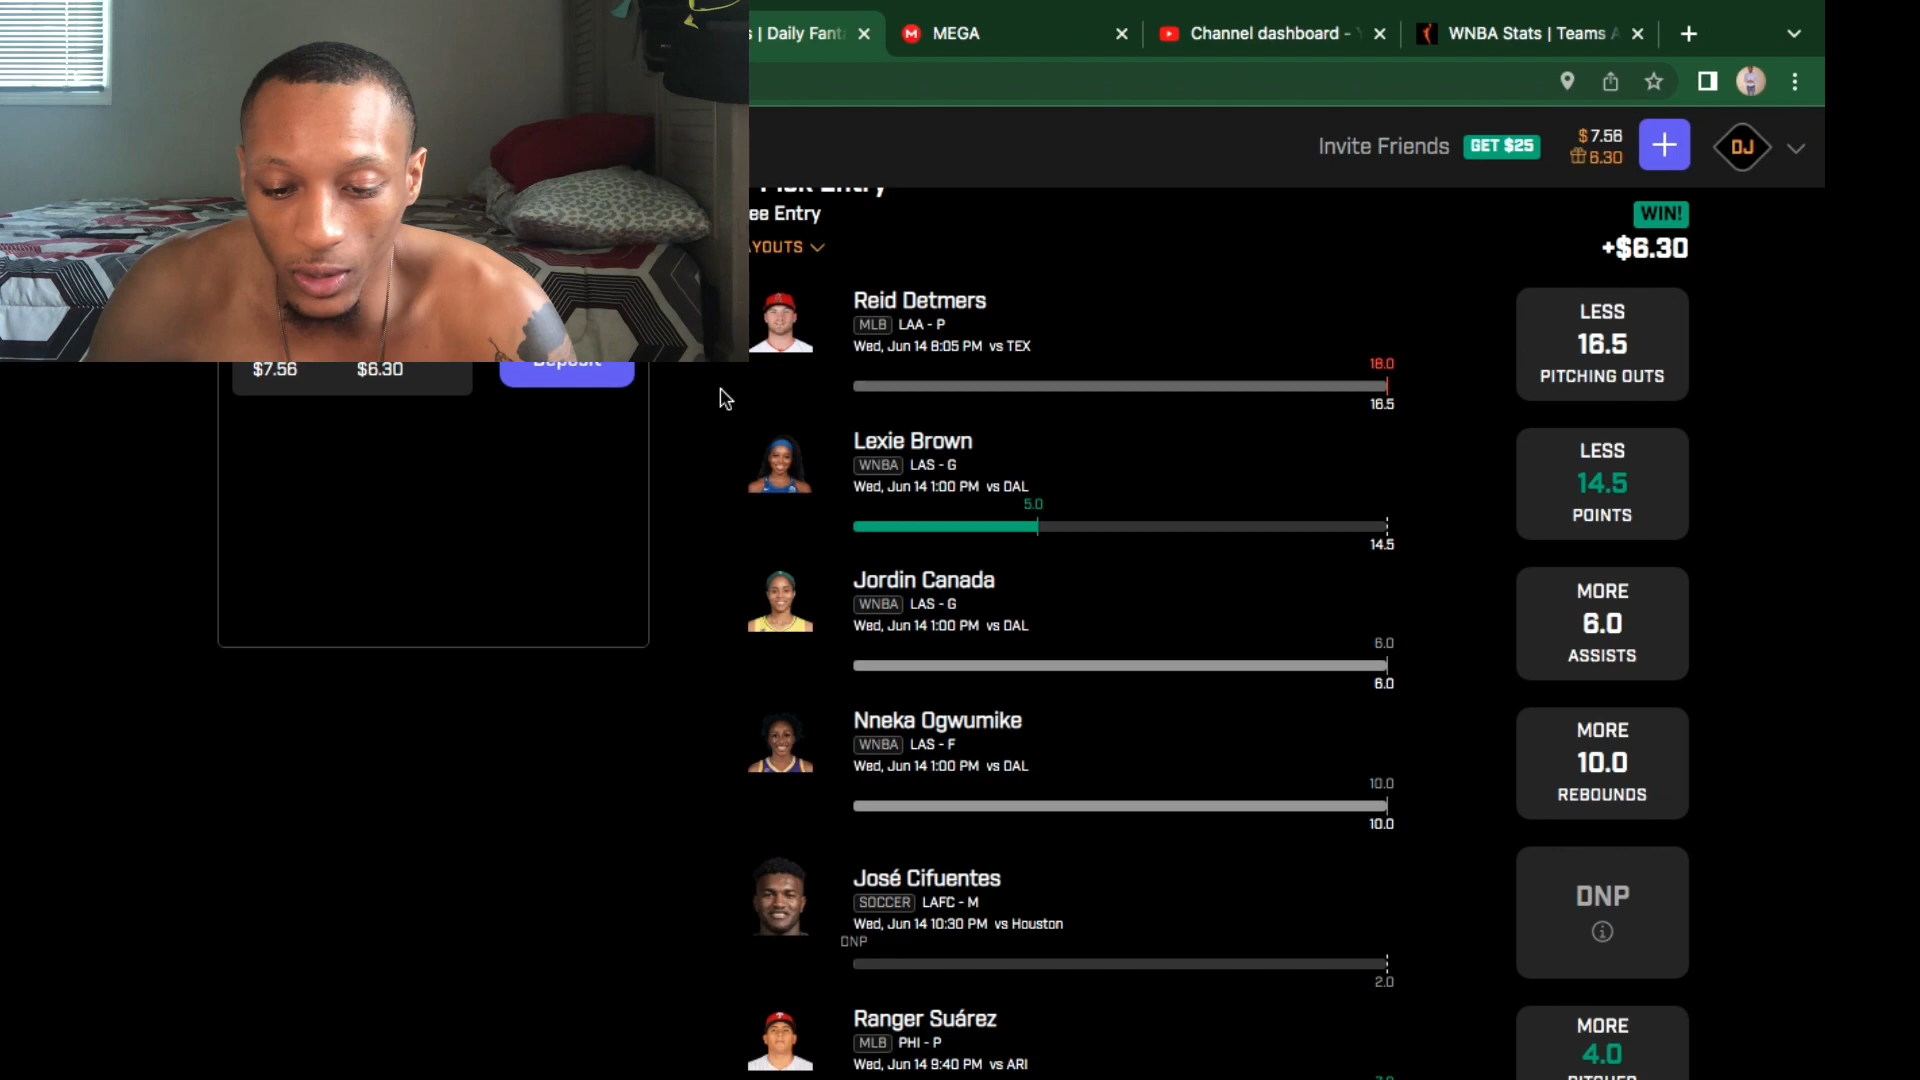 s | Daily Fanta
MEGA
Channel dashboard - Y
WNBA Stats | Teams A
Invite Friends
GET $25
$7.56
6.30
DJ
ee Entry
YOUTS
WIN!
+$6.30
$7.56
$6.30
Deposit
Reid Detmers
MLB LAA - P
Wed, Jun 14 8:05 PM vs TEX
18.0
16.5
LESS
16.5
PITCHING OUTS
Lexie Brown
WNBA LAS - G
Wed, Jun 14 1:00 PM vs DAL
5.0
14.5
LESS
14.5
POINTS
Jordin Canada
WNBA LAS - G
Wed, Jun 14 1:00 PM vs DAL
6.0
6.0
MORE
6.0
ASSISTS
Nneka Ogwumike
WNBA LAS - F
Wed, Jun 14 1:00 PM vs DAL
10.0
10.0
MORE
10.0
REBOUNDS
José Cifuentes
SOCCER LAFC - M
Wed, Jun 14 10:30 PM vs Houston
DNP
2.0
DNP
Ranger Suárez
MLB PHI - P
Wed, Jun 14 9:40 PM vs ARI
MORE
4.0